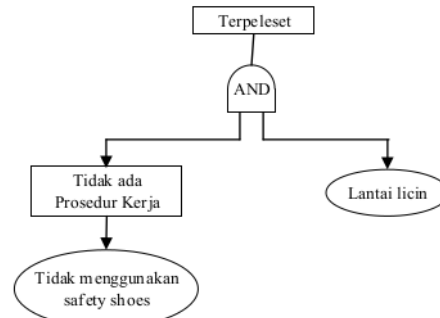 Terpeleset
AND
Tidak ada
Prosedur Kerja
Lantai licin
Tidak menggunakan
safety shoes